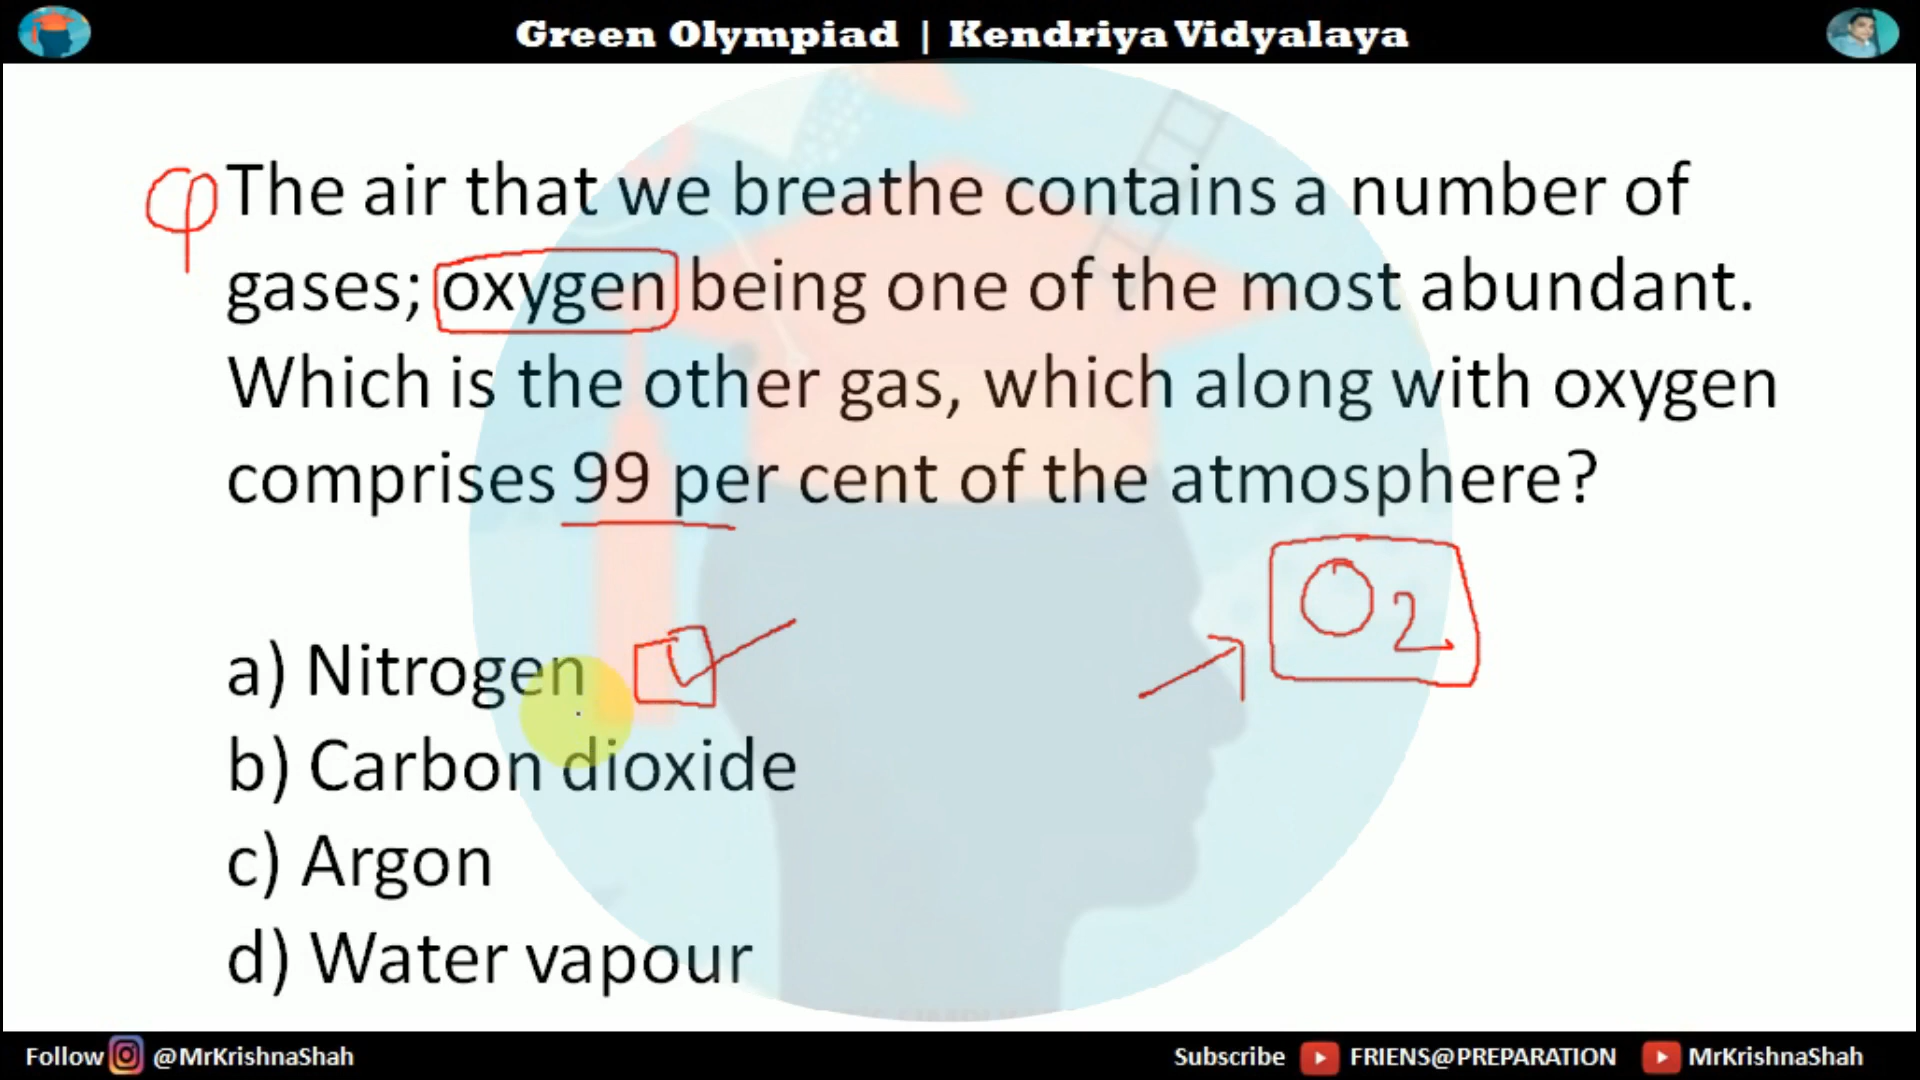 Green Olympiad | Kendriya Vidyalaya
Q The air that we breathe contains a number of
gases; oxygen being one of the most abundant.
Which is the other gas, which along with oxygen
comprises 99 per cent of the atmosphere?
O2
a) Nitrogen
b) Carbon dioxide
c) Argon
d) Water vapour
Follow @MrKrishnaShah Subscribe FRIENS@PREPARATION MrKrishnaShah